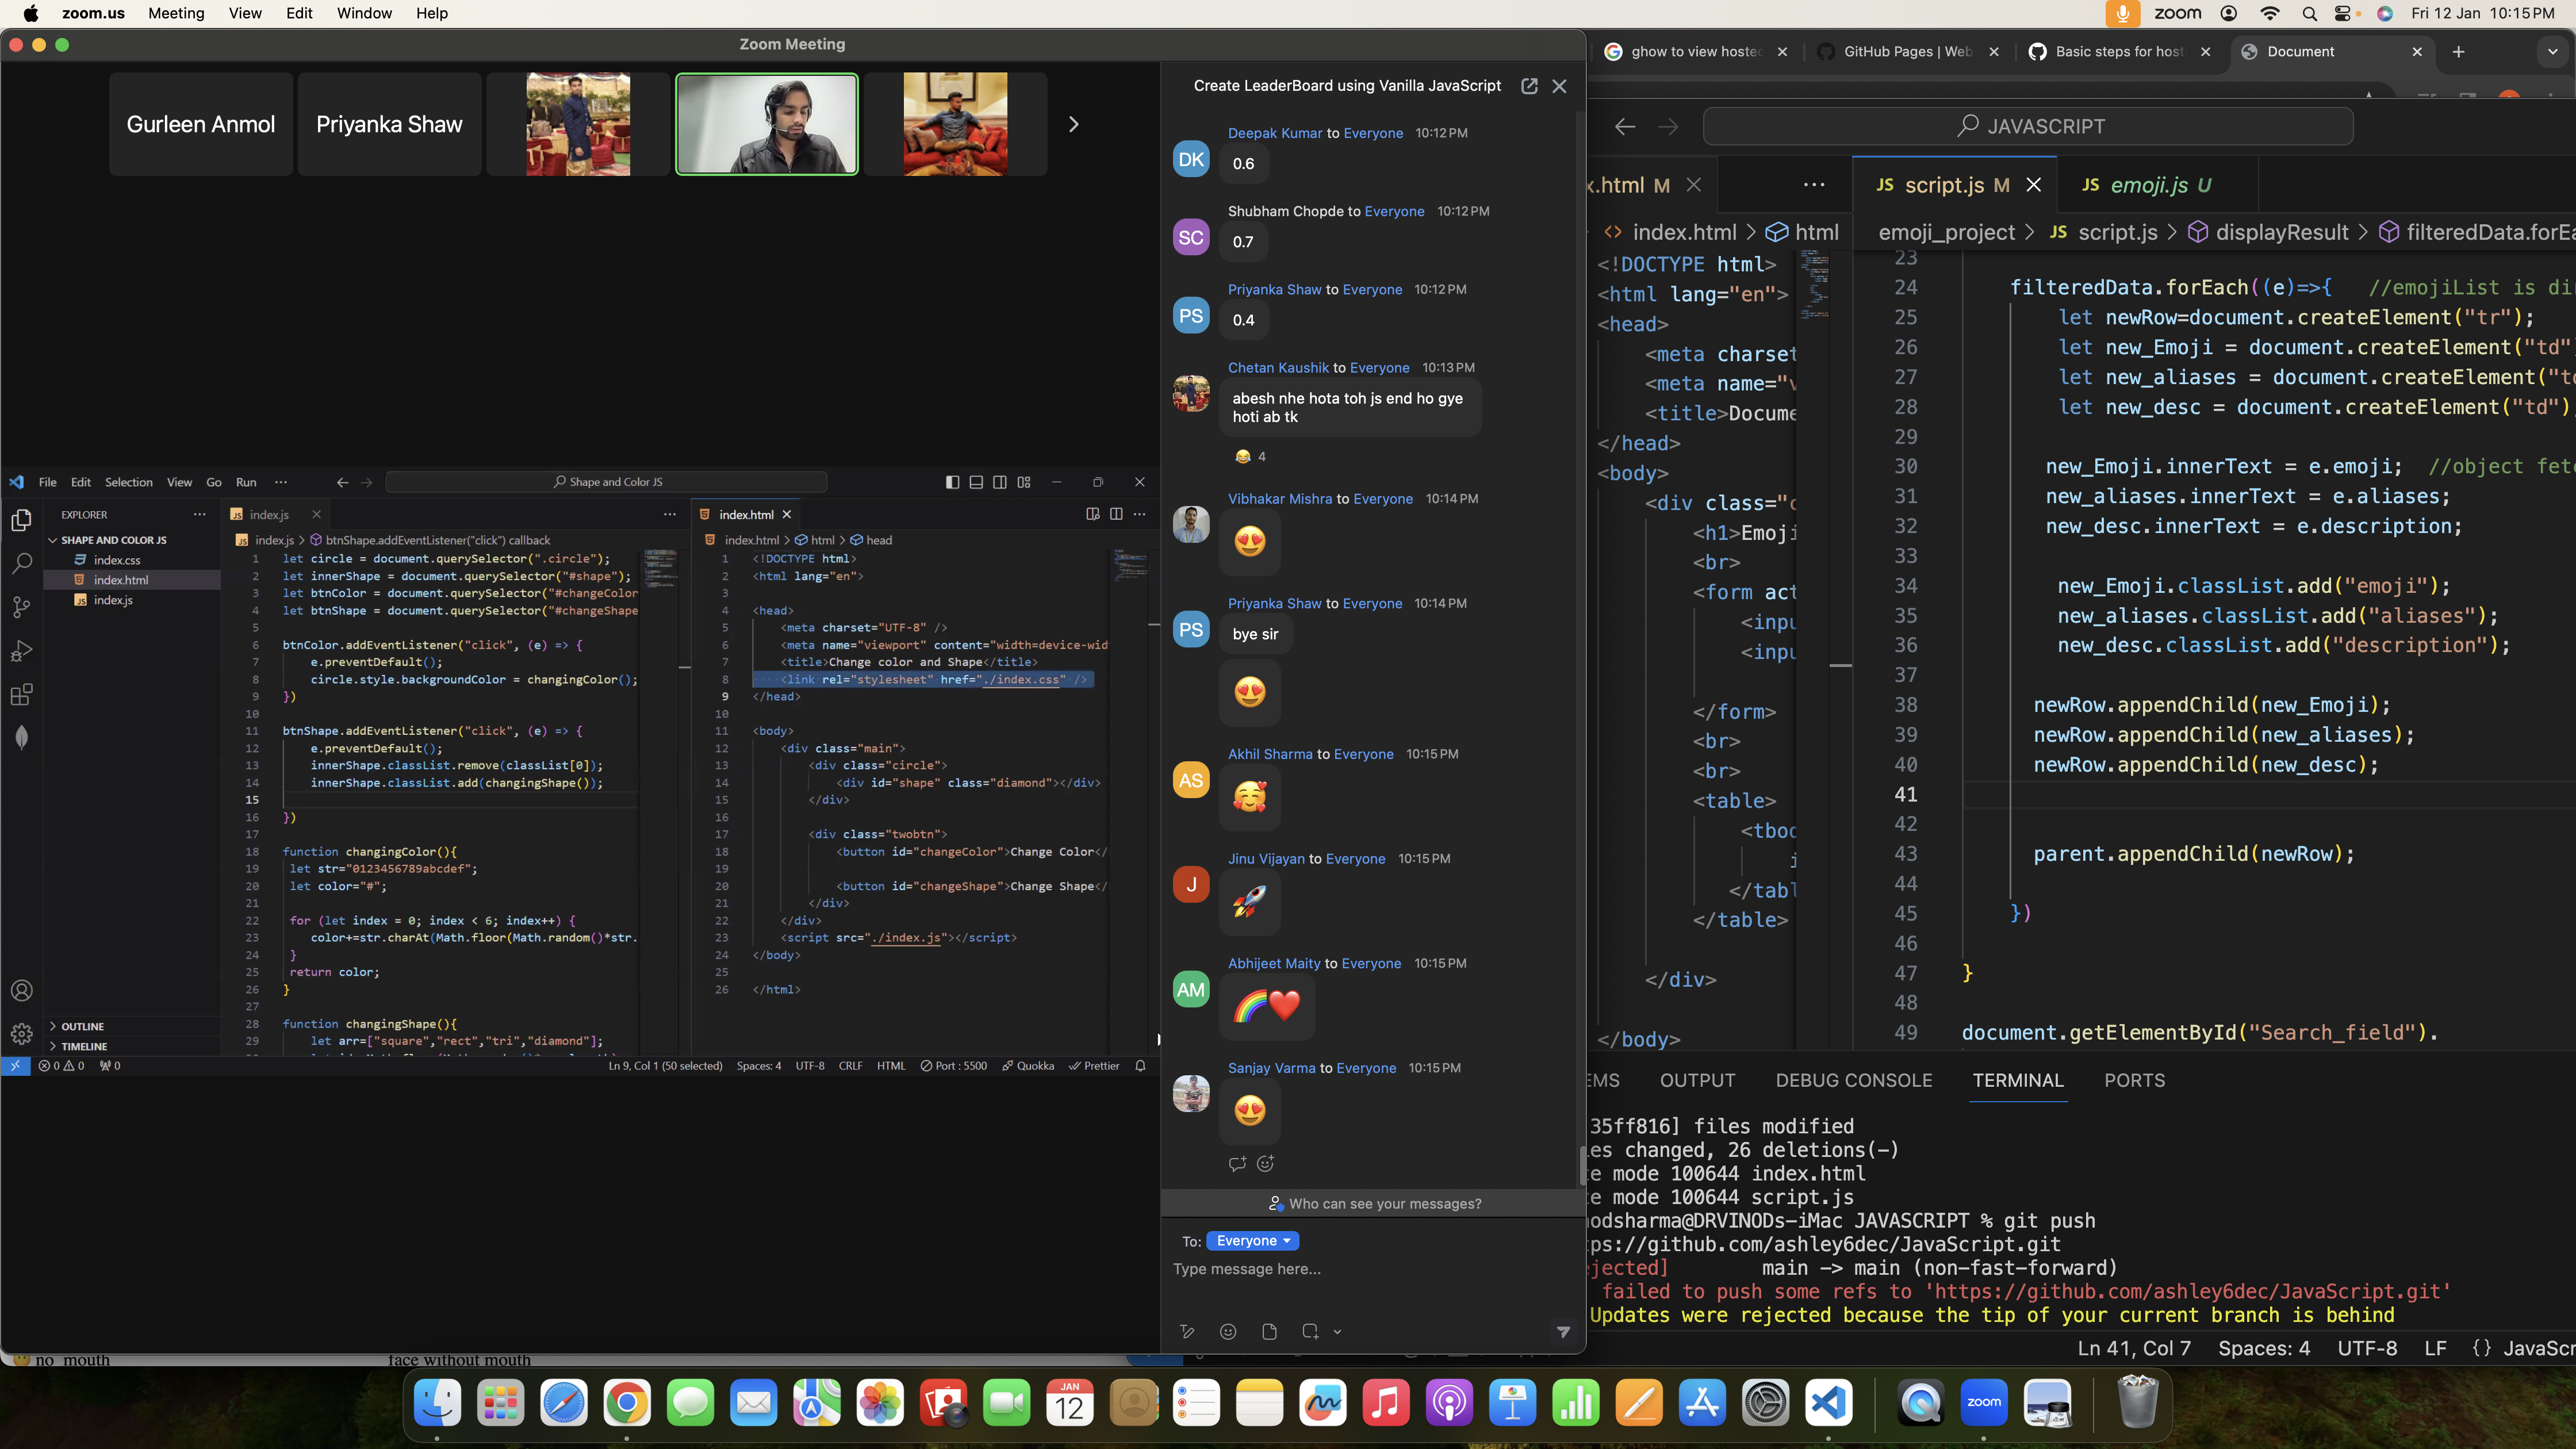 zoom.us Meeting View Edit Window Help
zoom Fri 12 Jan 10:15 PM
Zoom Meeting
Gurleen Anmol
Priyanka Shaw
Create LeaderBoard using Vanilla JavaScript
Deepak Kumar to Everyone 10:12 PM
DK
0.6
Shubham Chopde to Everyone 10:12 PM
SC
0.7
Priyanka Shaw to Everyone 10:12 PM
PS
0.4
Chetan Kaushik to Everyone 10:13 PM
abesh nhe hota toh js end ho gye
hoti ab tk
😂 4
Vibhakar Mishra to Everyone 10:14 PM
😍
Priyanka Shaw to Everyone 10:14 PM
PS
bye sir
😍
Akhil Sharma to Everyone 10:15 PM
AS
🥰
Jinu Vijayan to Everyone 10:15 PM
J
🚀
Abhijeet Maity to Everyone 10:15 PM
AM
🌈❤️
Sanjay Varma to Everyone 10:15 PM
😍
Who can see your messages?
To: Everyone
Type message here...
File Edit Selection View Go Run ···
Shape and Color JS
EXPLORER ···
SHAPE AND COLOR JS
index.css
index.html
index.js
OUTLINE
TIMELINE
index.js
index.js > btnShape.addEventListener("click") callback
1 let circle = document.querySelector(".circle");
2 let innerShape = document.querySelector("#shape");
3 let btnColor = document.querySelector("#changeColor
4 let btnShape = document.querySelector("#changeShape
5
6 btnColor.addEventListener("click", (e) => {
7 e.preventDefault();
8 circle.style.backgroundColor = changingColor();
9 })
10
11 btnShape.addEventListener("click", (e) => {
12 e.preventDefault();
13 innerShape.classList.remove(classList[0]);
14 innerShape.classList.add(changingShape());
15
16 })
17
18 function changingColor(){
19 let str="0123456789abcdef";
20 let color="#";
21
22 for (let index = 0; index < 6; index++) {
23 color+=str.charAt(Math.floor(Math.random()*str.
24 }
25 return color;
26 }
27
28 function changingShape(){
29 let arr=["square","rect","tri","diamond"];
index.html
index.html > html > head
1 <!DOCTYPE html>
2 <html lang="en">
3
4 <head>
5 <meta charset="UTF-8" />
6 <meta name="viewport" content="width=device-wid
7 <title>Change color and Shape</title>
8 <link rel="stylesheet" href="./index.css" />
9 </head>
10
11 <body>
12 <div class="main">
13 <div class="circle">
14 <div id="shape" class="diamond"></div>
15 </div>
16
17 <div class="twobtn">
18 <button id="changeColor">Change Color</
19
20 <button id="changeShape">Change Shape</
21 </div>
22 </div>
23 <script src="./index.js"></script>
24 </body>
25
26 </html>
0 0 0
Ln 9, Col 1 (50 selected) Spaces: 4 UTF-8 CRLF HTML Port : 5500 Quokka Prettier
ghow to view hoste
GitHub Pages | Web
Basic steps for host
Document
JAVASCRIPT
.html M
···
JS script.js M
JS emoji.js U
index.html > html
<!DOCTYPE html>
<html lang="en">
<head>
<meta charset
<meta name="v
<title>Docume
</head>
<body>
<div class="c
<h1>Emoji
<br>
<form act
<inpu
<inpu
</form>
<br>
<br>
<table>
<tbod
</tabl
</table>
</div>
</body>
emoji_project > JS script.js > displayResult > filteredData.forEa
23
24 filteredData.forEach((e)=>{ //emojiList is di
25 let newRow=document.createElement("tr");
26 let new_Emoji = document.createElement("td"
27 let new_aliases = document.createElement("t
28 let new_desc = document.createElement("td")
29
30 new_Emoji.innerText = e.emoji; //object fet
31 new_aliases.innerText = e.aliases;
32 new_desc.innerText = e.description;
33
34 new_Emoji.classList.add("emoji");
35 new_aliases.classList.add("aliases");
36 new_desc.classList.add("description");
37
38 newRow.appendChild(new_Emoji);
39 newRow.appendChild(new_aliases);
40 newRow.appendChild(new_desc);
41
42
43 parent.appendChild(newRow);
44
45 })
46
47 }
48
49 document.getElementById("Search_field").
EMS OUTPUT DEBUG CONSOLE TERMINAL PORTS
35ff816] files modified
es changed, 26 deletions(-)
e mode 100644 index.html
e mode 100644 script.js
odsharma@DRVINODs-iMac JAVASCRIPT % git push
ps://github.com/ashley6dec/JavaScript.git
jected] main -> main (non-fast-forward)
failed to push some refs to 'https://github.com/ashley6dec/JavaScript.git'
Updates were rejected because the tip of your current branch is behind
Ln 41, Col 7 Spaces: 4 UTF-8 LF {} JavaScr
no_mouth face without mouth
JAN
12
zoom